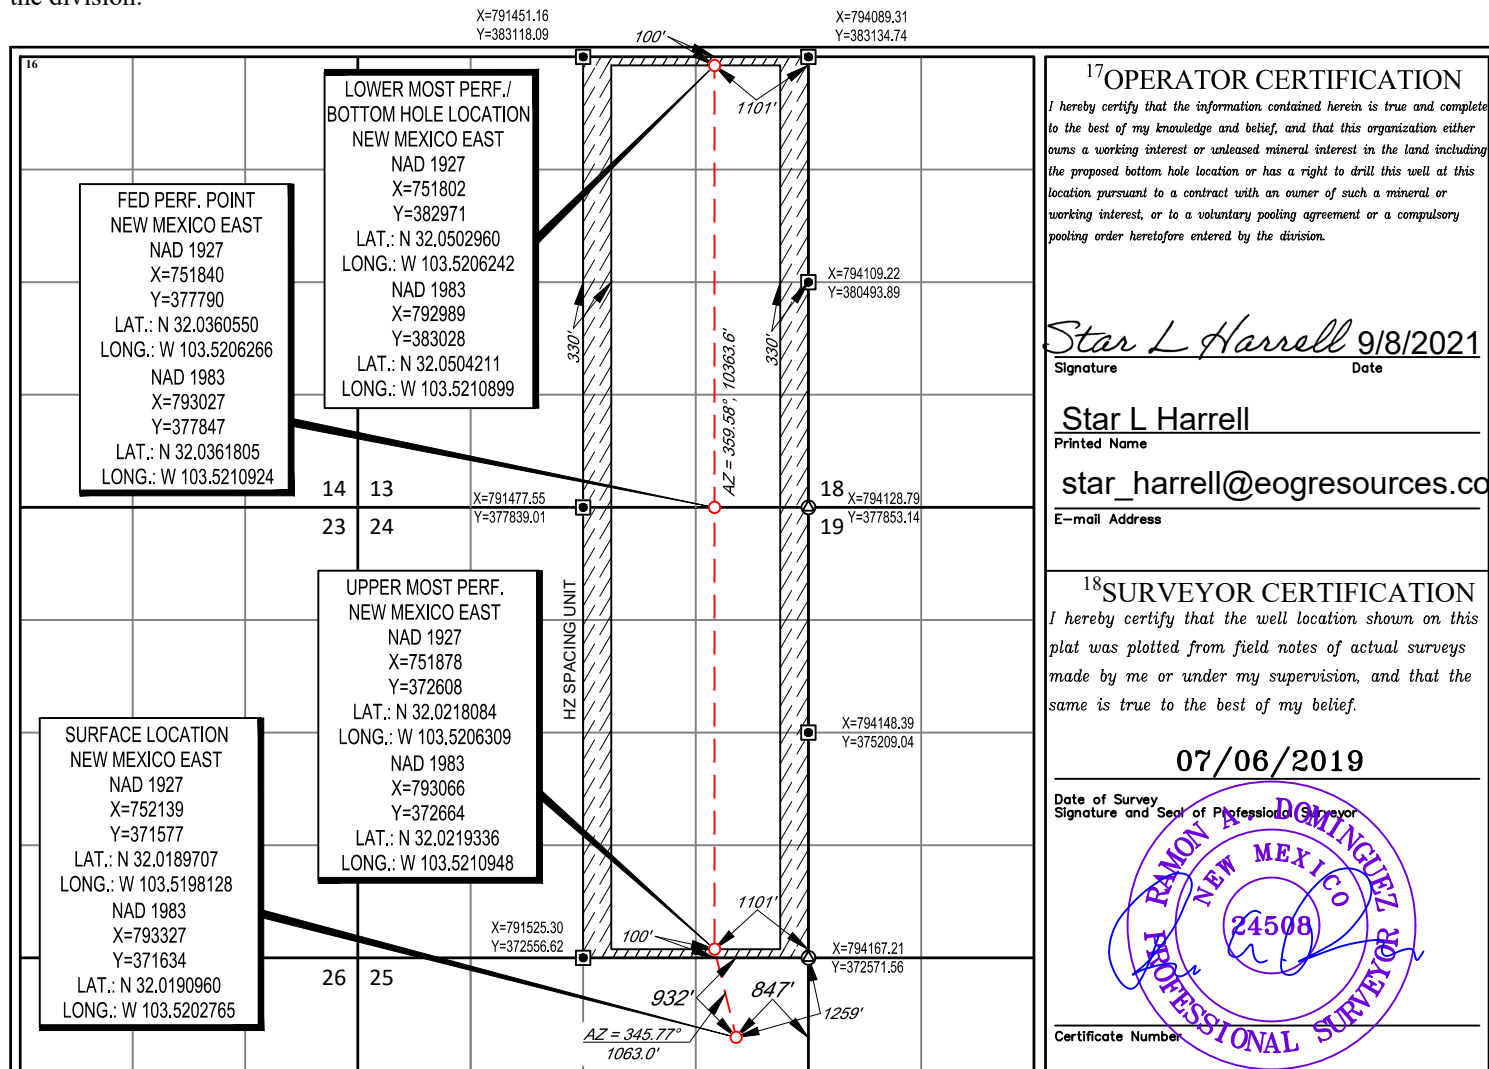 the division.
X=791451.16
Y=383118.09
X=794089.31
Y=383134.74
100'
16
1101'
LOWER MOST PERF./
BOTTOM HOLE LOCATION
NEW MEXICO EAST
NAD 1927
X=751802
Y=382971
LAT.: N 32.0502960
LONG.: W 103.5206242
NAD 1983
X=792989
Y=383028
LAT.: N 32.0504211
LONG.: W 103.5210899
FED PERF. POINT
NEW MEXICO EAST
NAD 1927
X=751840
Y=377790
LAT.: N 32.0360550
LONG.: W 103.5206266
NAD 1983
X=793027
Y=377847
LAT.: N 32.0361805
LONG.: W 103.5210924
X=794109.22
Y=380493.89
330'
330'
AZ = 359.58°, 10363.6'
14 13
23 24
X=791477.55
Y=377839.01
18
19
X=794128.79
Y=377853.14
HZ SPACING UNIT
UPPER MOST PERF.
NEW MEXICO EAST
NAD 1927
X=751878
Y=372608
LAT.: N 32.0218084
LONG.: W 103.5206309
NAD 1983
X=793066
Y=372664
LAT.: N 32.0219336
LONG.: W 103.5210948
X=794148.39
Y=375209.04
SURFACE LOCATION
NEW MEXICO EAST
NAD 1927
X=752139
Y=371577
LAT.: N 32.0189707
LONG.: W 103.5198128
NAD 1983
X=793327
Y=371634
LAT.: N 32.0190960
LONG.: W 103.5202765
1101'
X=791525.30
Y=372556.62
100'
X=794167.21
Y=372571.56
26 25
932'
847'
1259'
AZ = 345.77°
1063.0'
17OPERATOR CERTIFICATION
I hereby certify that the information contained herein is true and complete
to the best of my knowledge and belief, and that this organization either
owns a working interest or unleased mineral interest in the land including
the proposed bottom hole location or has a right to drill this well at this
location pursuant to a contract with an owner of such a mineral or
working interest, or to a voluntary pooling agreement or a compulsory
pooling order heretofore entered by the division.
Star L Harrell 9/8/2021
Signature Date
Star L Harrell
Printed Name
star_harrell@eogresources.co
E-mail Address
18SURVEYOR CERTIFICATION
I hereby certify that the well location shown on this
plat was plotted from field notes of actual surveys
made by me or under my supervision, and that the
same is true to the best of my belief.
07/06/2019
Date of Survey
Signature and Seal of Professional Surveyor
RAMON A. DOMINGUEZ
NEW MEXICO
24508
PROFESSIONAL SURVEYOR
Certificate Number